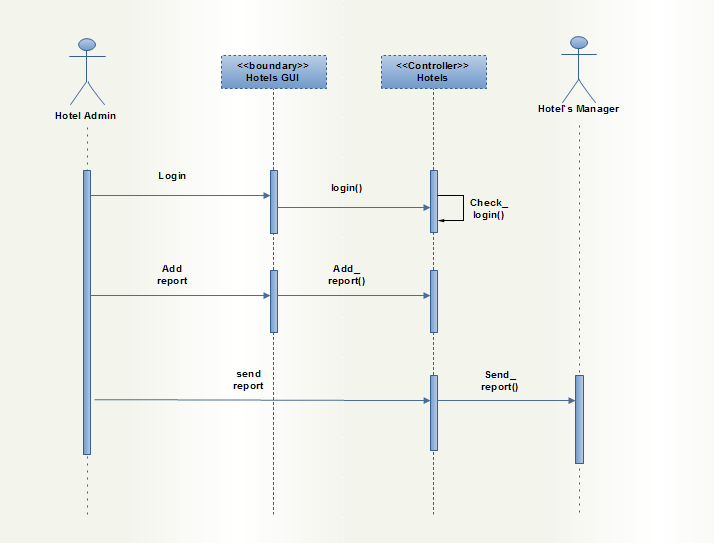 <<boundary>>
Hotels GUI
<<Controller>>
Hotels
Hotel Admin
Hotel`s Manager
Login
login()
Check_
login()
Add
report
Add_
report()
send
report
Send_
report()